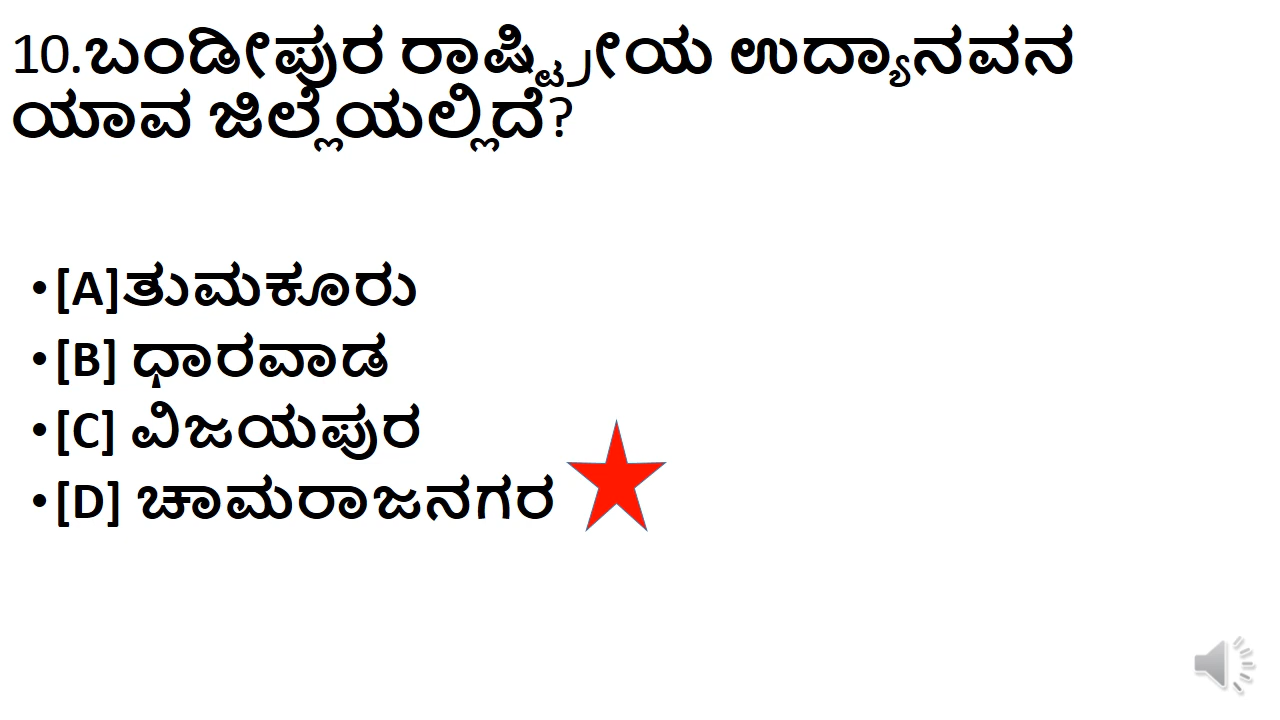 10.ಬಂಡೀಪುರ ರಾಷ್ಟ್ರೀಯ ಉದ್ಯಾನವನ
ಯಾವ ಜಿಲ್ಲೆಯಲ್ಲಿದೆ?
•[A]ತುಮಕೂರು
•[B] ಧಾರವಾಡ
•[C] ವಿಜಯಪುರ
•[D] ಚಾಮರಾಜನಗರ